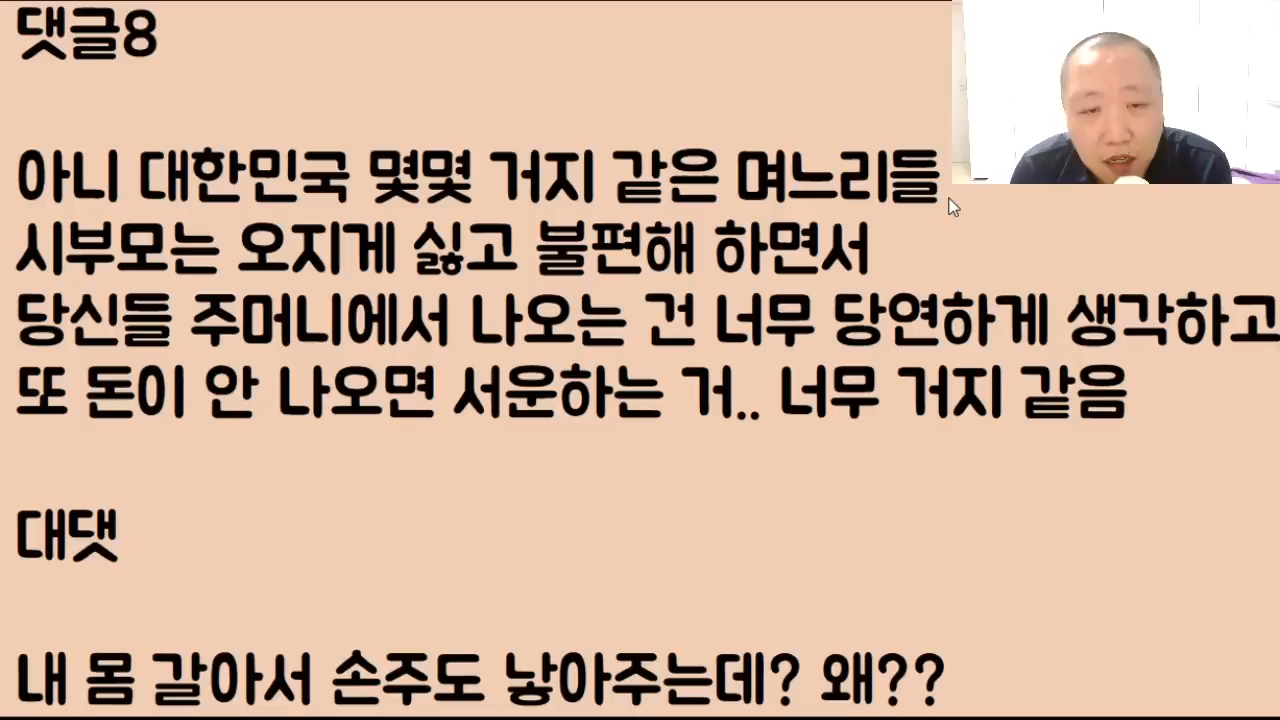 댓글8
아니 대한민국 몇몇 거지 같은 며느리들
시부모는 오지게 싫고 불편해 하면서
당신들 주머니에서 나오는 건 너무 당연하게 생각하고
또 돈이 안 나오면 서운하는 거.. 너무 거지 같음
대댓
내 몸 갈아서 손주도 낳아주는데? 왜??